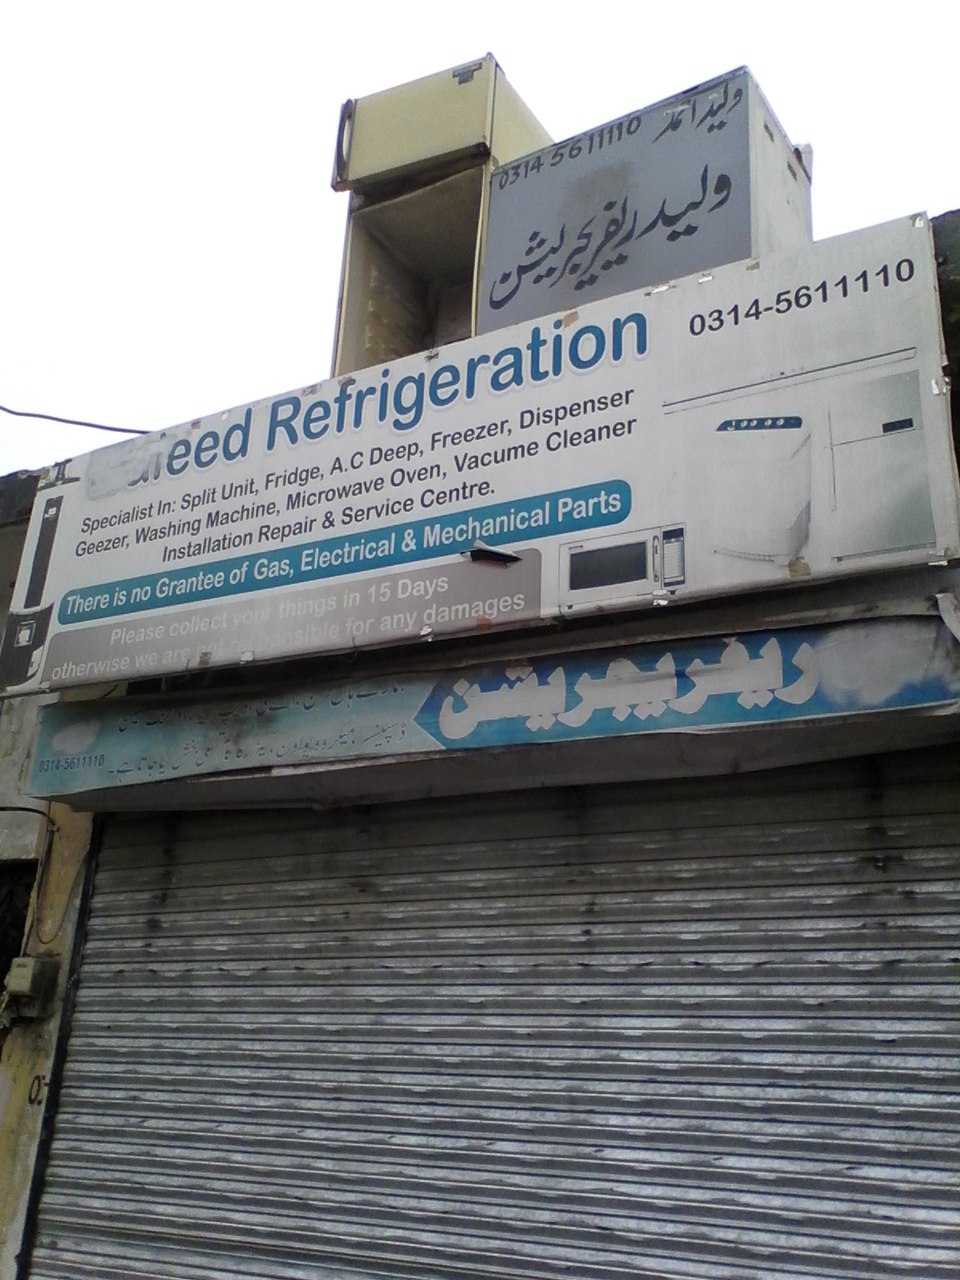 ولید احمد
0314 5611110
ولید ریفریجریشن
0314-5611110
Refrigeration
Specialist In: Split Unit, Fridge, A.C Deep, Freezer, Dispenser
Geezer, Washing Machine, Microwave Oven, Vacume Cleaner
Installation Repair & Service Centre.
There is no Grantee of Gas, Electrical & Mechanical Parts
Please collect your things in 15 Days
otherwise we are not responsible for any damages
ریفریجریشن
0314-5611110